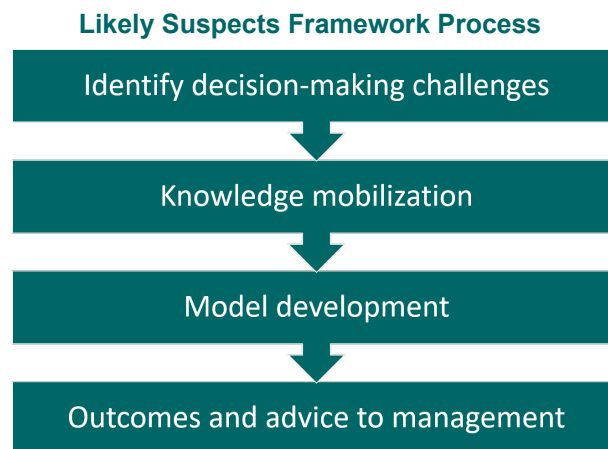 Likely Suspects Framework Process
Identify decision-making challenges
Knowledge mobilization
Model development
Outcomes and advice to management